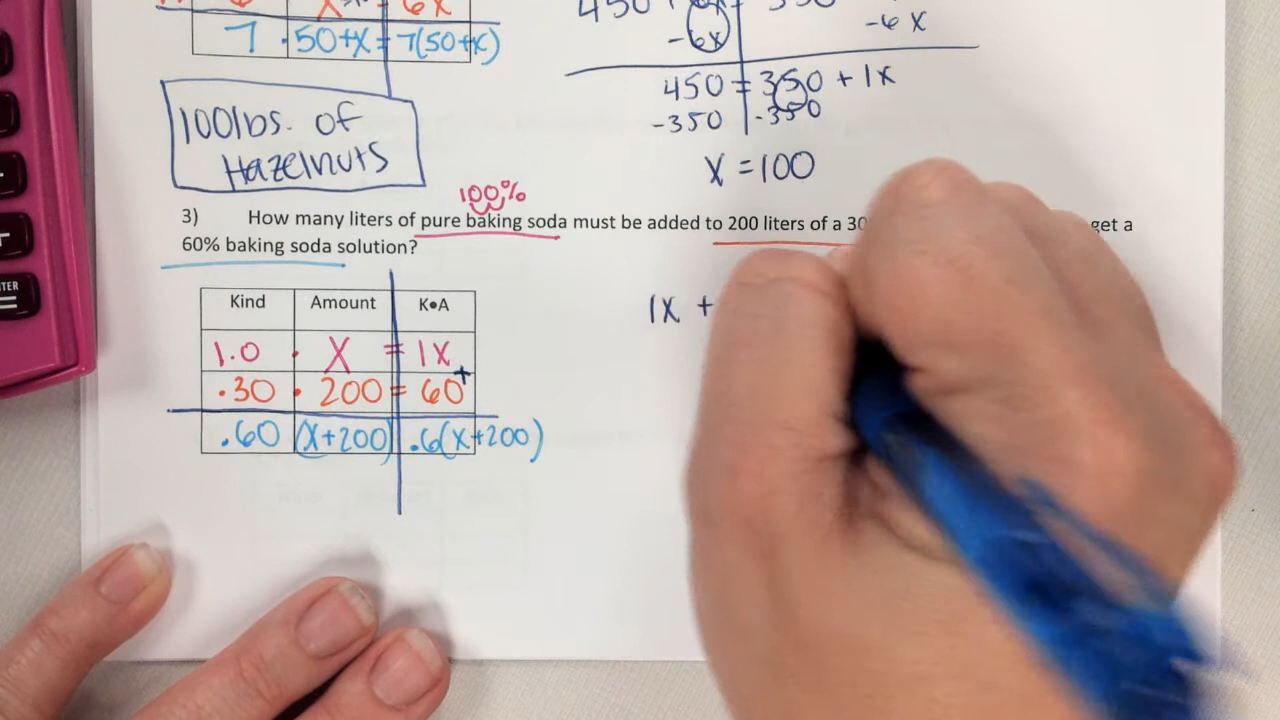 7 · 50+x = 7(50+x)
-6x
-6x
450 = 350 + 1x
-350 -350
x = 100
100lbs. of
Hazelnuts
100%
3) How many liters of pure baking soda must be added to 200 liters of a 30 get a
60% baking soda solution?
Kind Amount K•A
1.0 · X = 1x
.30 · 200 = 60 +
.60 (x+200) .6(x+200)
1x +